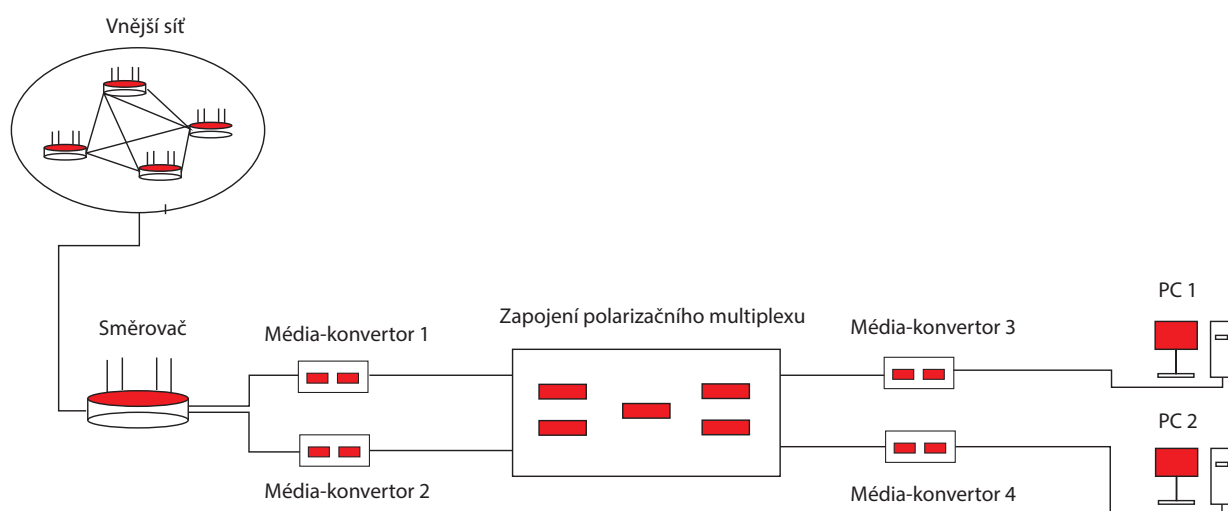 Vnější síť
PC 1
Směrovač
Média-konvertor 1
Zapojení polarizačního multiplexu
Média-konvertor 3
PC 2
Média-konvertor 2
Média-konvertor 4